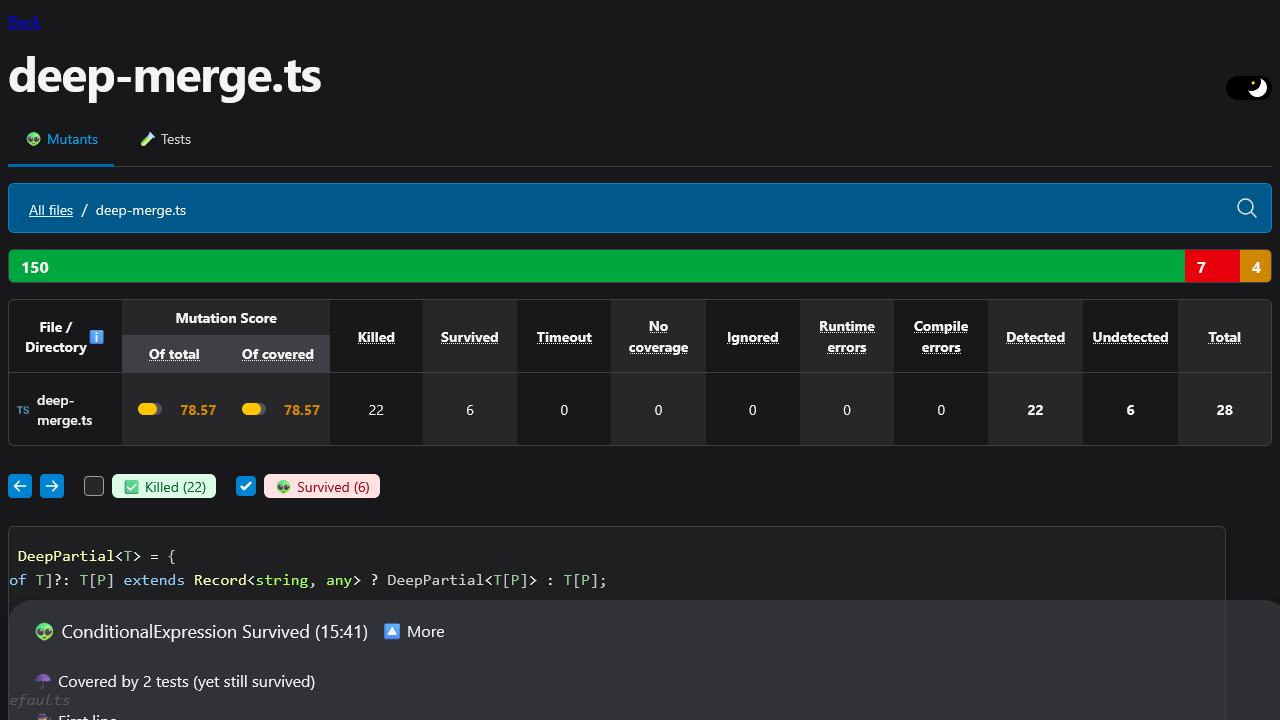 Back
deep-merge.ts
Mutants
Tests
All files / deep-merge.ts
150 7 4
File / Directory
Mutation Score
Of total
Of covered
Killed
Survived
Timeout
No coverage
Ignored
Runtime errors
Compile errors
Detected
Undetected
Total
TS deep-merge.ts 78.57 78.57 22 6 0 0 0 0 0 22 6 28
Killed (22)
Survived (6)
DeepPartial<T> = {
of T]?: T[P] extends Record<string, any> ? DeepPartial<T[P]> : T[P];
ConditionalExpression Survived (15:41) More
Covered by 2 tests (yet still survived)
efaults
First line